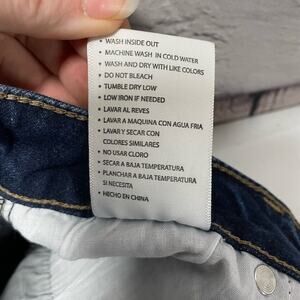 • WASH INSIDE OUT
• MACHINE WASH IN COLD WATER
• WASH AND DRY WITH LIKE COLORS
• DO NOT BLEACH
• TUMBLE DRY LOW
• LOW IRON IF NEEDED
• LAVAR AL REVES
• LAVAR A MAQUINA CON AGUA FRIA
• LAVAR Y SECAR CON
COLORES SIMILARES
• NO USAR CLORO
• SECAR A BAJA TEMPERATURA
• PLANCHAR A BAJA TEMPERATURA
SI NECESITA
• HECHO EN CHINA